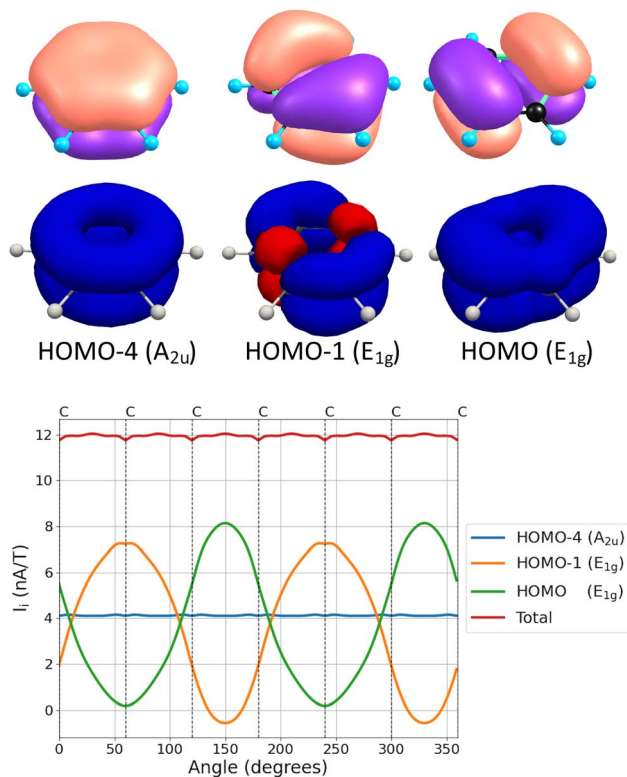 HOMO-4 (A2u) HOMO-1 (E1g) HOMO (E1g)
C C C C C C C
12
10
8
6
4
2
0
Ii (nA/T)
0 50 100 150 200 250 300 350
Angle (degrees)
HOMO-4 (A2u)
HOMO-1 (E1g)
HOMO (E1g)
Total